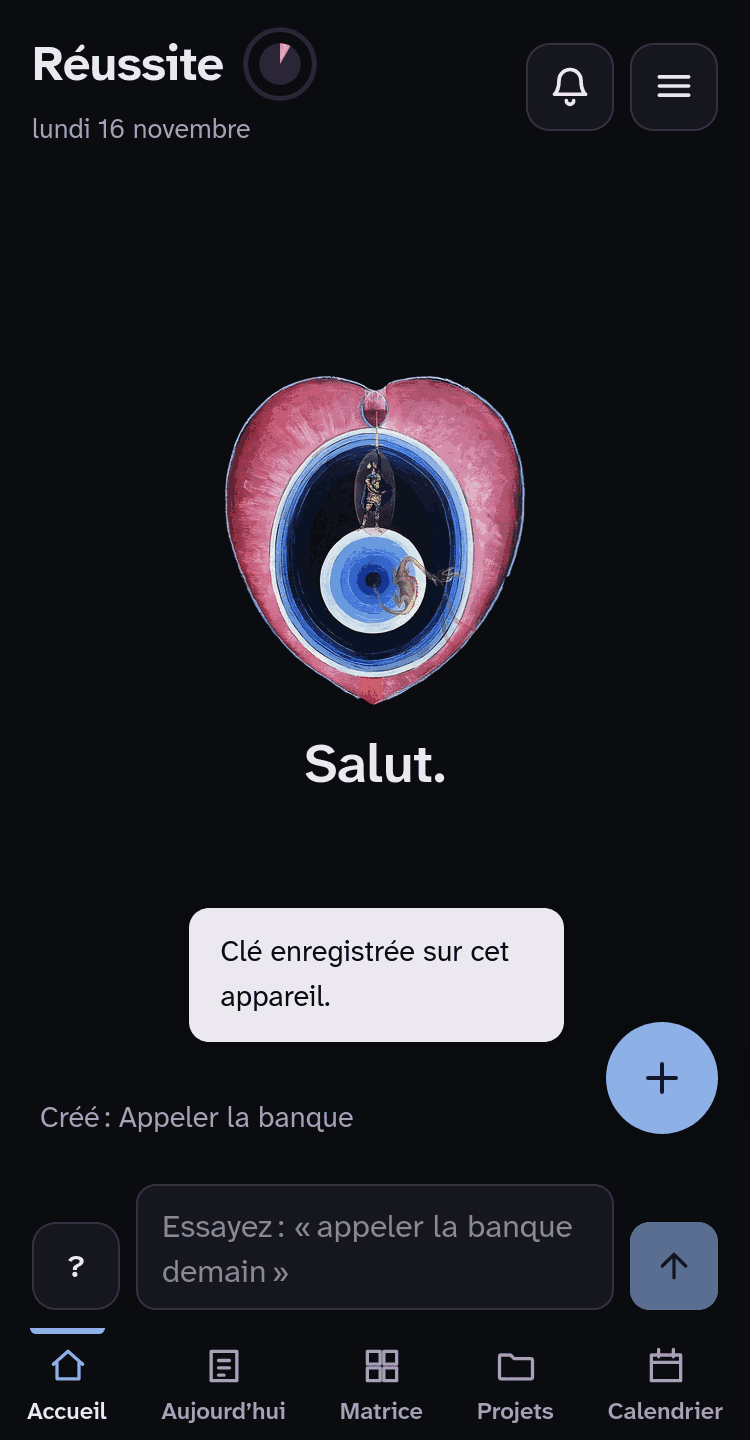 Réussite
lundi 16 novembre
Salut.
Clé enregistrée sur cet
appareil.
Créé : Appeler la banque
Essayez : « appeler la banque
demain »
?
Accueil
Aujourd’hui
Matrice
Projets
Calendrier